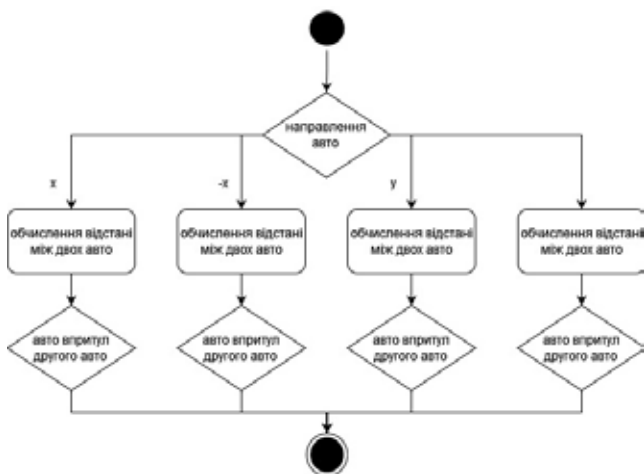 направлення
авто
x
-x
y
обчислення відстані
між двох авто
обчислення відстані
між двох авто
обчислення відстані
між двох авто
обчислення відстані
між двох авто
авто впритул
другого авто
авто впритул
другого авто
авто впритул
другого авто
авто впритул
другого авто